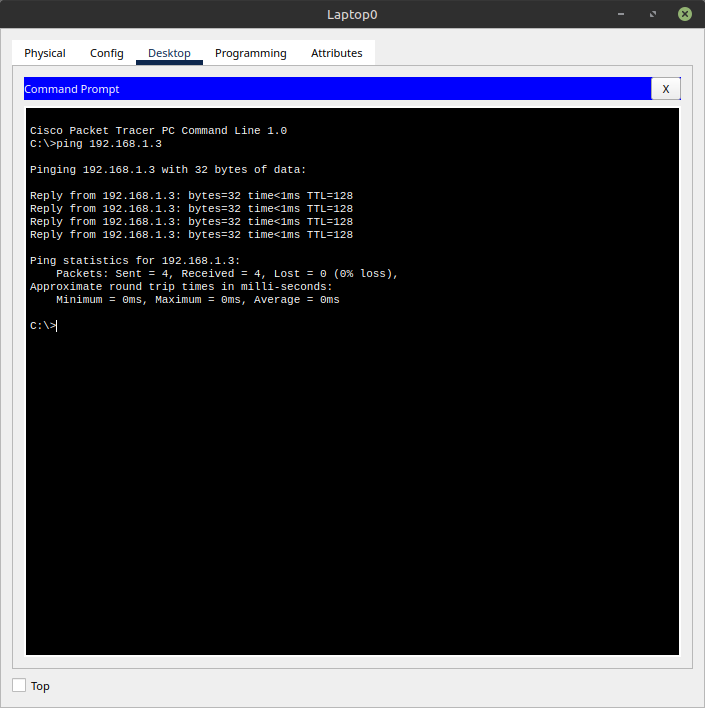 Laptop0
Physical Config Desktop Programming Attributes
Command Prompt X
Cisco Packet Tracer PC Command Line 1.0
C:\>ping 192.168.1.3
Pinging 192.168.1.3 with 32 bytes of data:
Reply from 192.168.1.3: bytes=32 time<1ms TTL=128
Reply from 192.168.1.3: bytes=32 time<1ms TTL=128
Reply from 192.168.1.3: bytes=32 time<1ms TTL=128
Reply from 192.168.1.3: bytes=32 time<1ms TTL=128
Ping statistics for 192.168.1.3:
    Packets: Sent = 4, Received = 4, Lost = 0 (0% loss),
Approximate round trip times in milli-seconds:
    Minimum = 0ms, Maximum = 0ms, Average = 0ms
C:\>
Top